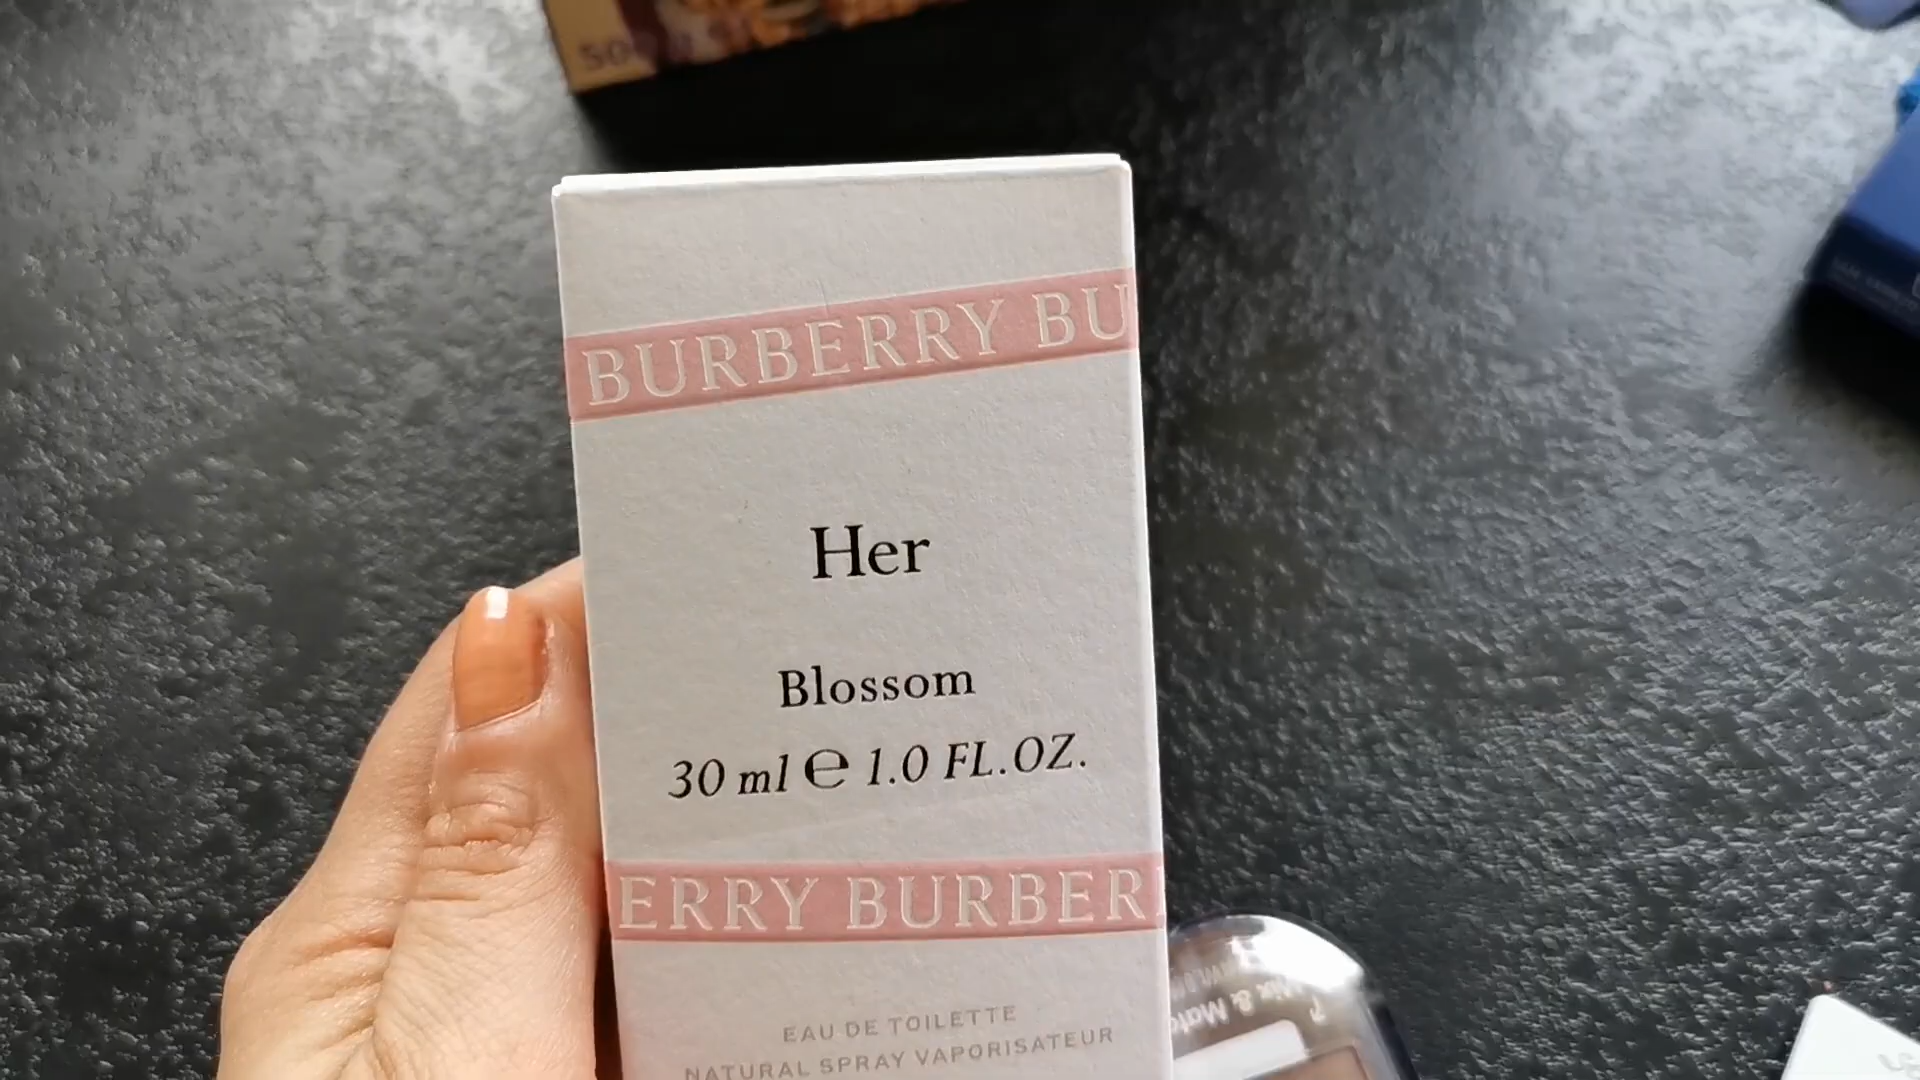 BURBERRY BU
Her
Blossom
30 ml ℮ 1.0 FL.OZ.
ERRY BURBER
EAU DE TOILETTE
NATURAL SPRAY VAPORISATEUR